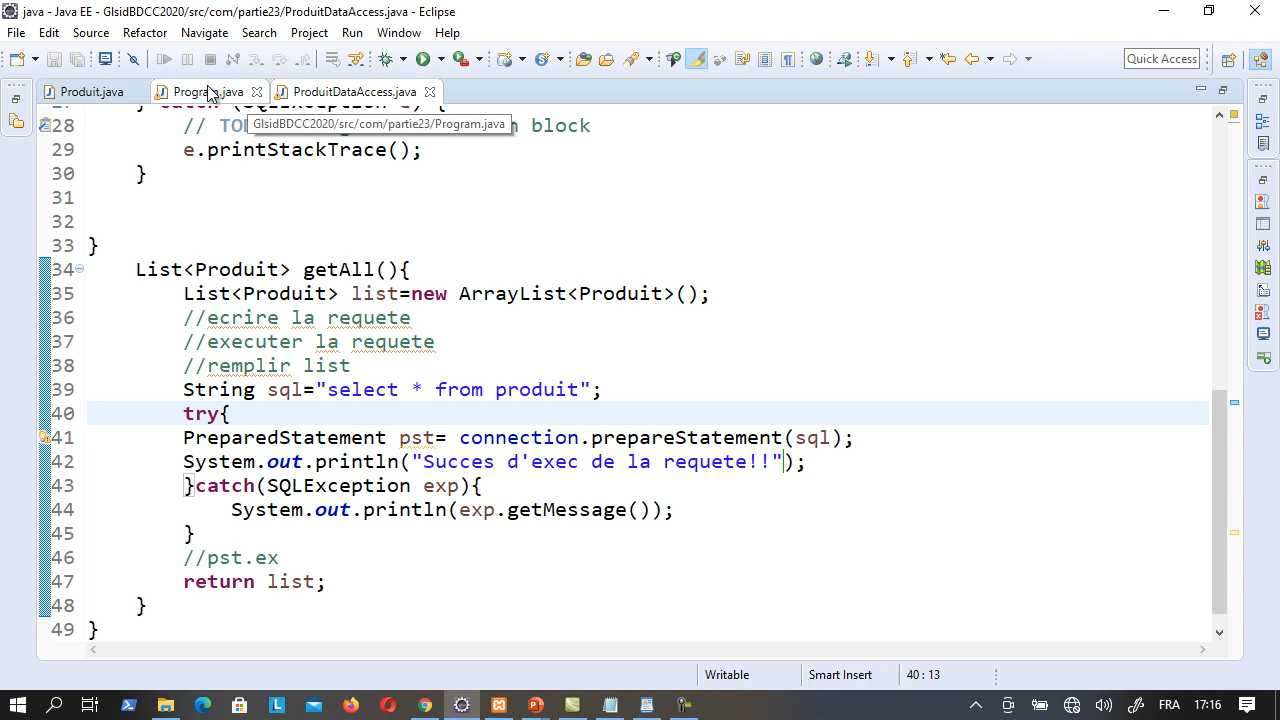 java - Java EE - GlsidBDCC2020/src/com/partie23/ProduitDataAccess.java - Eclipse
File Edit Source Refactor Navigate Search Project Run Window Help
Quick Access
Produit.java Program.java ProduitDataAccess.java
GlsidBDCC2020/src/com/partie23/Program.java
28 // n block
29 e.printStackTrace();
30 }
31
32
33 }
34 List<Produit> getAll(){
35 List<Produit> list=new ArrayList<Produit>();
36 //ecrire la requete
37 //executer la requete
38 //remplir list
39 String sql="select * from produit";
40 try{
41 PreparedStatement pst= connection.prepareStatement(sql);
42 System.out.println("Succes d'exec de la requete!!");
43 }catch(SQLException exp){
44 System.out.println(exp.getMessage());
45 }
46 //pst.ex
47 return list;
48 }
49 }
Writable Smart Insert 40 : 13
FRA 17:16